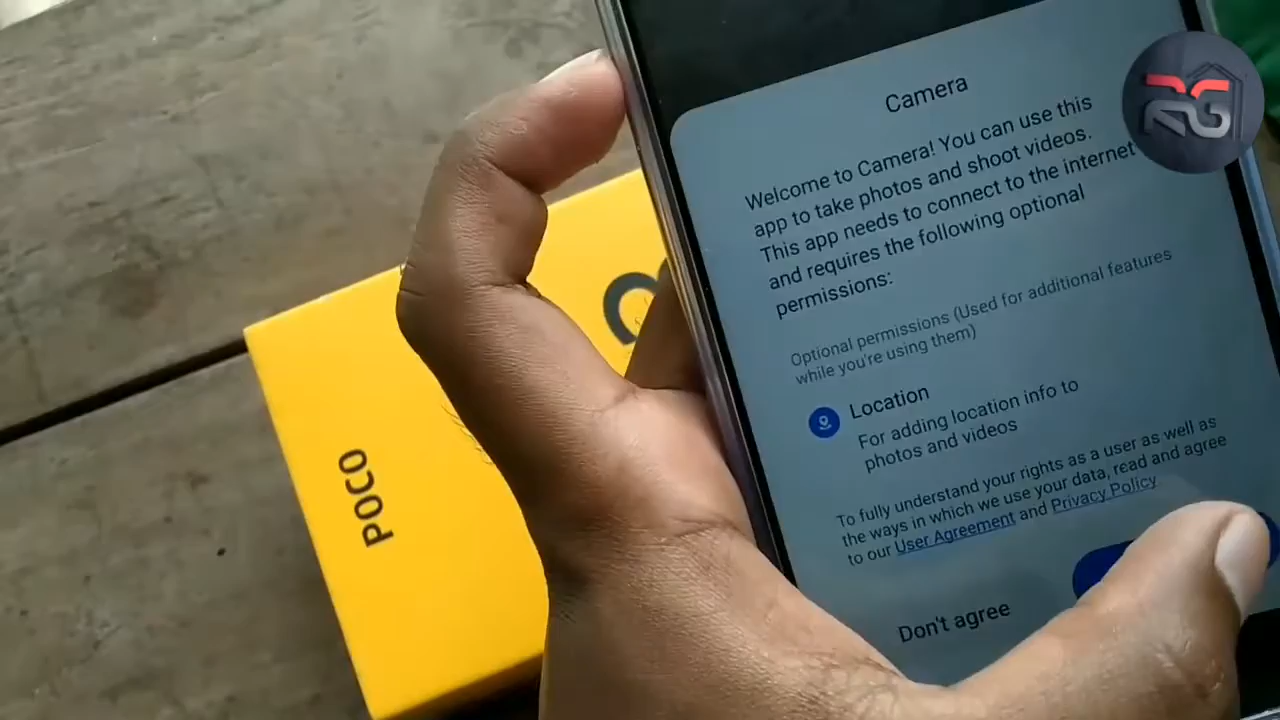 Camera
Welcome to Camera! You can use this
app to take photos and shoot videos.
This app needs to connect to the internet
and requires the following optional
permissions:
Optional permissions (Used for additional features
while you're using them)
Location
For adding location info to
photos and videos
To fully understand your rights as a user as well as
the ways in which we use your data, read and agree
to our User Agreement and Privacy Policy
Don't agree
POCO